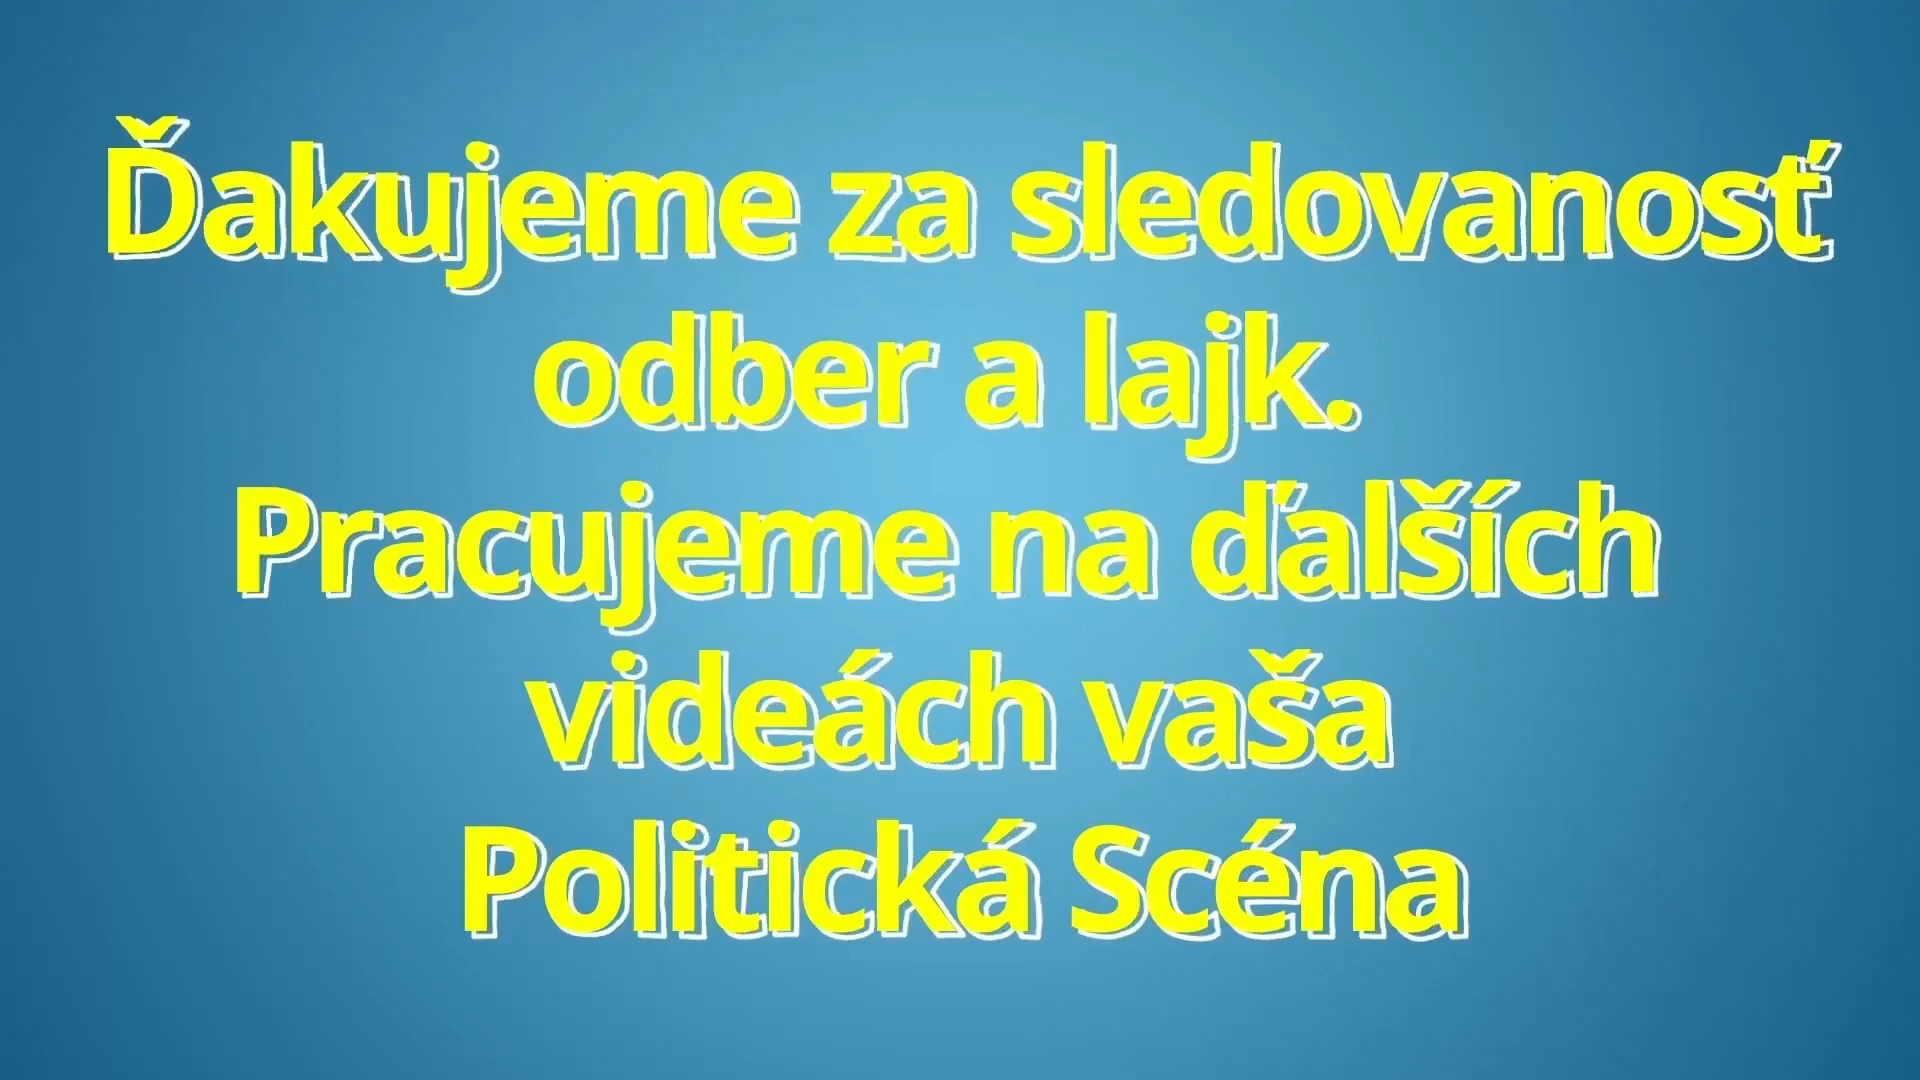 Ďakujeme za sledovanosť
odber a lajk.
Pracujeme na ďalších
videách vaša
Politická Scéna